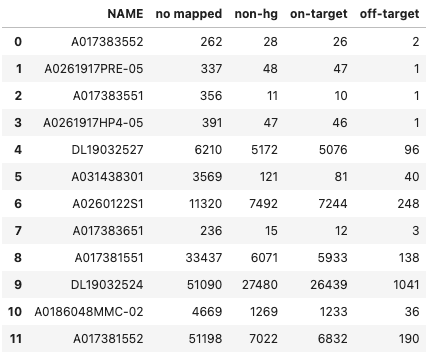 NAME no mapped non-hg on-target off-target
0 A017383552 262 28 26 2
1 A0261917PRE-05 337 48 47 1
2 A017383551 356 11 10 1
3 A0261917HP4-05 391 47 46 1
4 DL19032527 6210 5172 5076 96
5 A031438301 3569 121 81 40
6 A0260122S1 11320 7492 7244 248
7 A017383651 236 15 12 3
8 A017381551 33437 6071 5933 138
9 DL19032524 51090 27480 26439 1041
10 A0186048MMC-02 4669 1269 1233 36
11 A017381552 51198 7022 6832 190